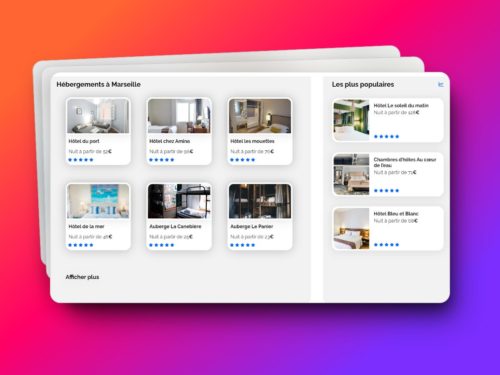 Hébergements à Marseille
Hôtel du port
Nuit à partir de 52€
Hôtel chez Amina
Nuit à partir de 96€
Hôtel les mouettes
Nuit à partir de 76€
Hôtel de la mer
Nuit à partir de 46€
Auberge La Canebière
Nuit à partir de 25€
Auberge Le Panier
Nuit à partir de 23€
Afficher plus
Les plus populaires
Hôtel Le soleil du matin
Nuit à partir de 128€
Chambres d'hôtes Au cœur
de l'eau
Nuit à partir de 71€
Hôtel Bleu et Blanc
Nuit à partir de 68€